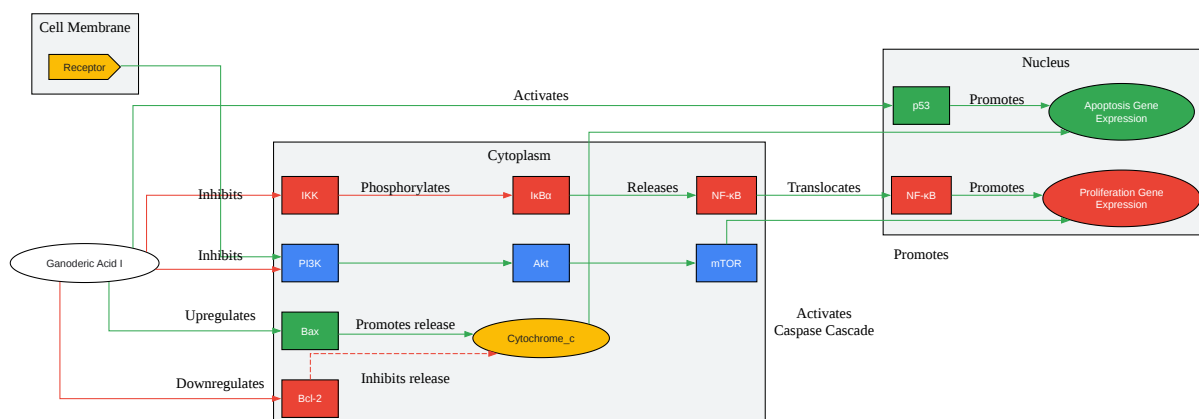 Cell Membrane
Receptor
Nucleus
Activates
p53
Promotes
Apoptosis Gene
Expression
Cytoplasm
Inhibits
IKK
Phosphorylates
IκBα
Releases
NF-κB
Translocates
NF-κB
Promotes
Proliferation Gene
Expression
Ganoderic Acid I
Inhibits
PI3K
Akt
mTOR
Promotes
Upregulates
Bax
Promotes release
Cytochrome_c
Activates
Caspase Cascade
Downregulates
Bcl-2
Inhibits release